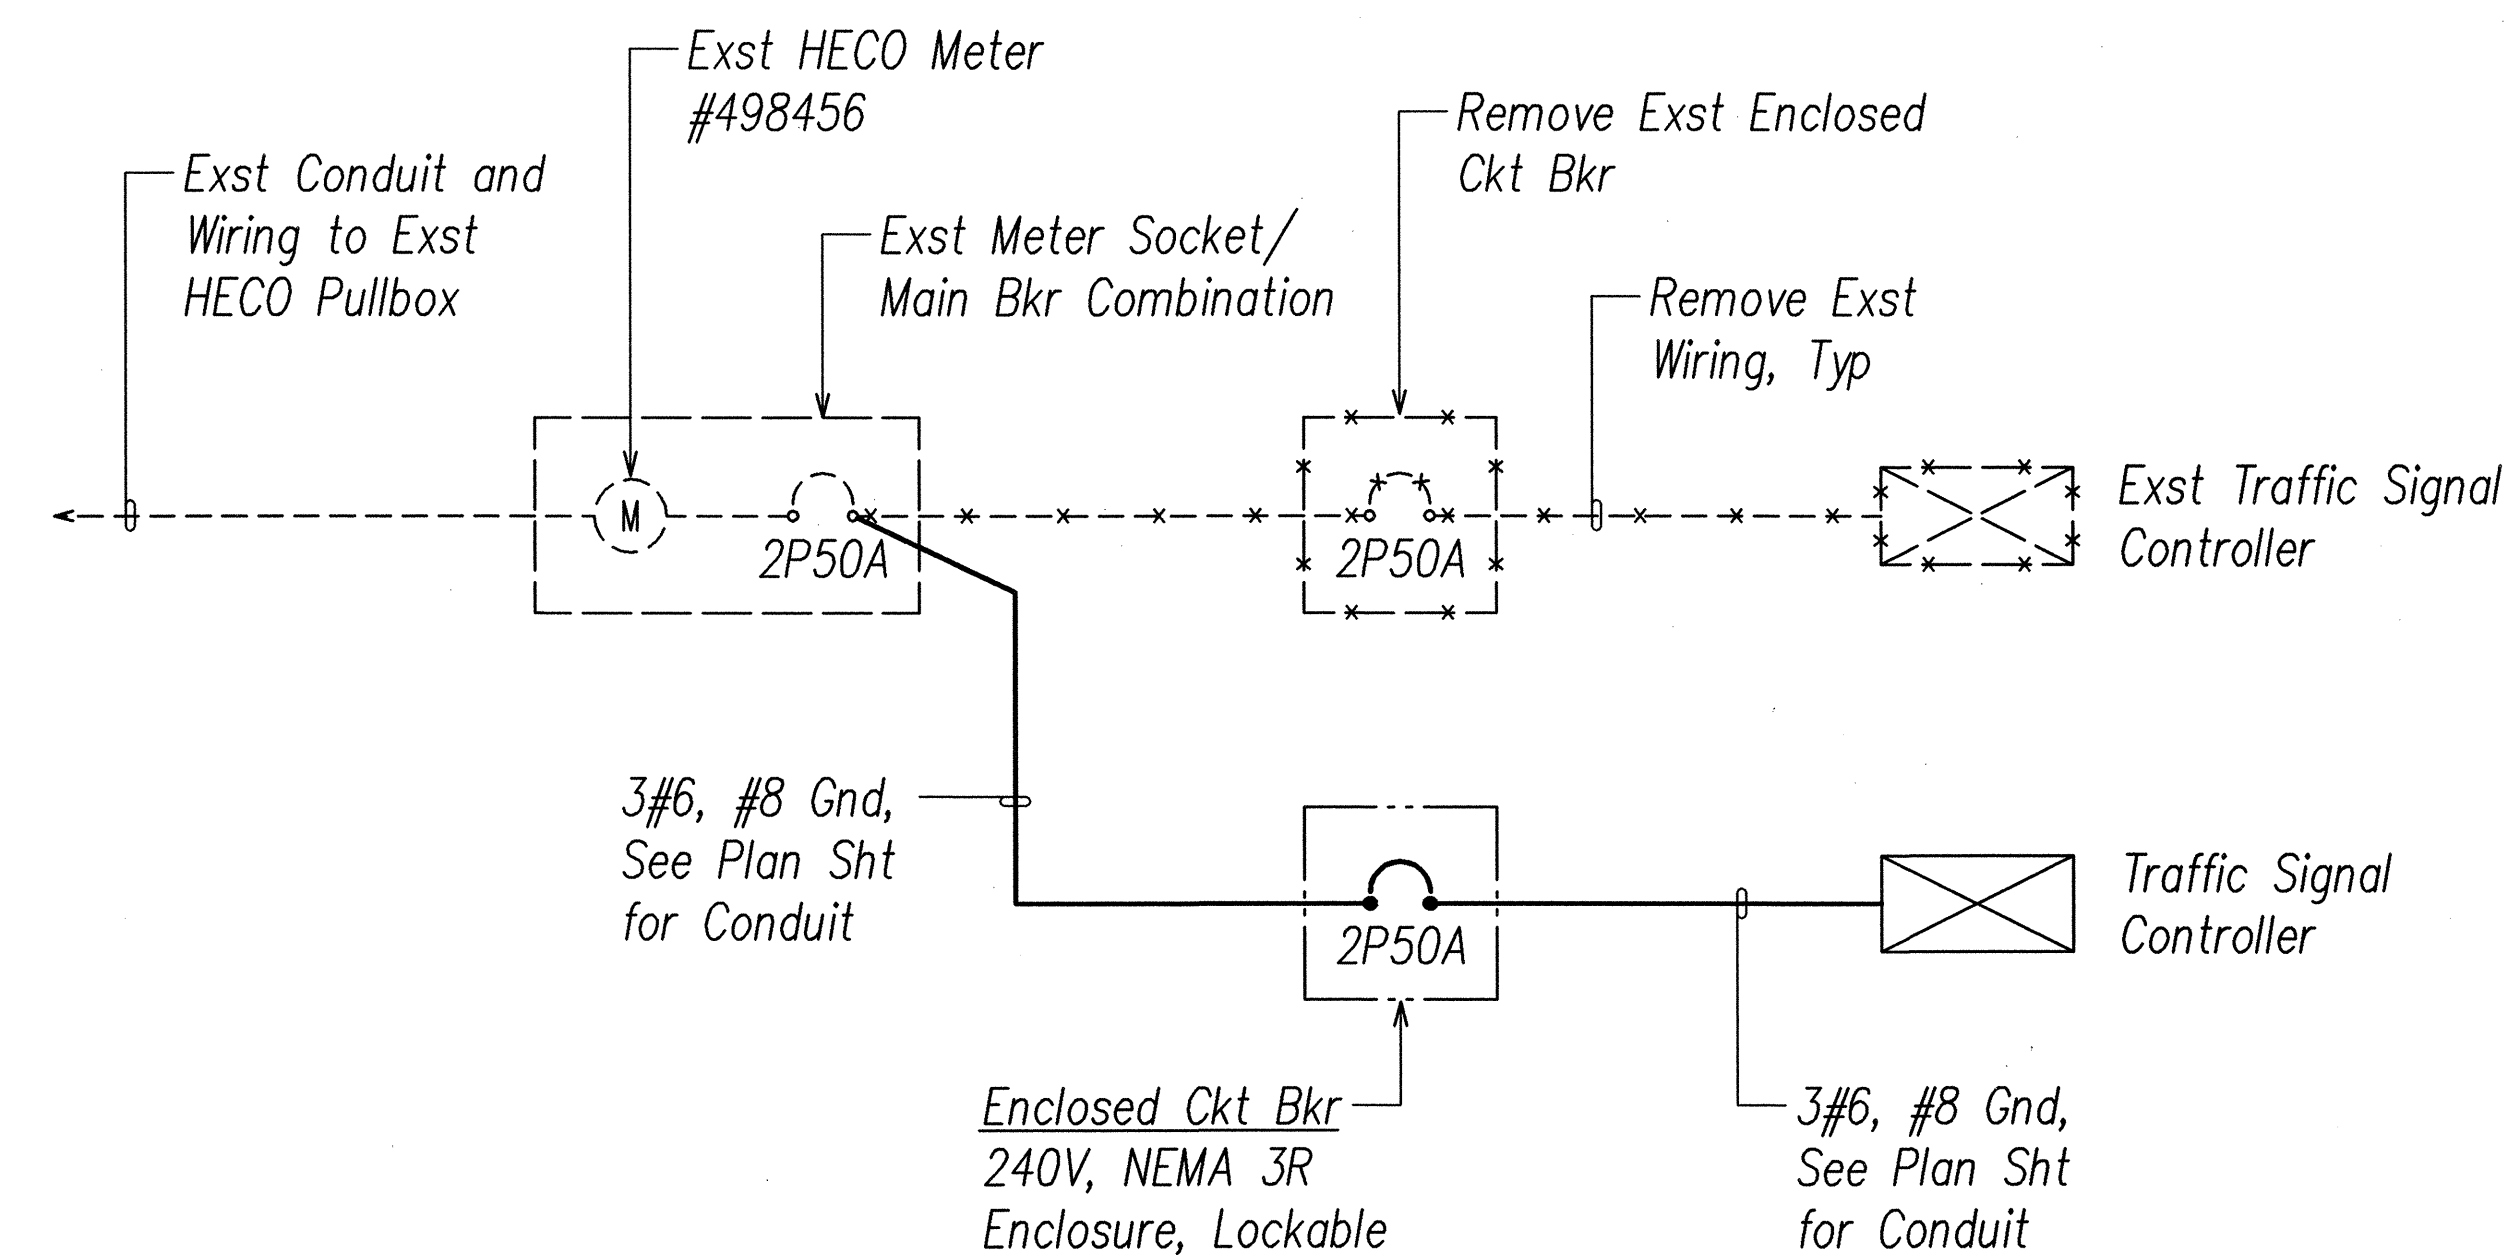 Exst HECO Meter
#498456
Remove Exst Enclosed
Ckt Bkr
Exst Conduit and
Wiring to Exst
HECO Pullbox
Exst Meter Socket/
Main Bkr Combination
Remove Exst
Wiring, Typ
M
2P50A
2P50A
Exst Traffic Signal
Controller
3#6, #8 Gnd,
See Plan Sht
for Conduit
2P50A
Traffic Signal
Controller
Enclosed Ckt Bkr
240V, NEMA 3R
Enclosure, Lockable
3#6, #8 Gnd,
See Plan Sht
for Conduit